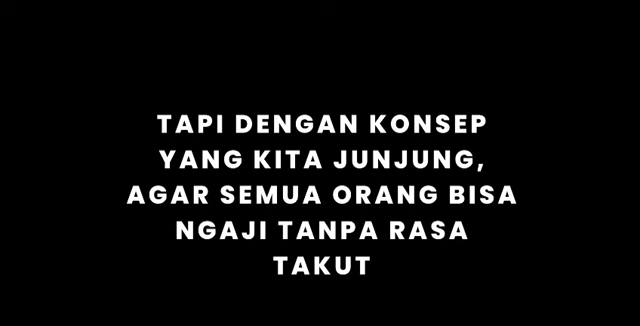 TAPI DENGAN KONSEP
YANG KITA JUNJUNG,
AGAR SEMUA ORANG BISA
NGAJI TANPA RASA
TAKUT